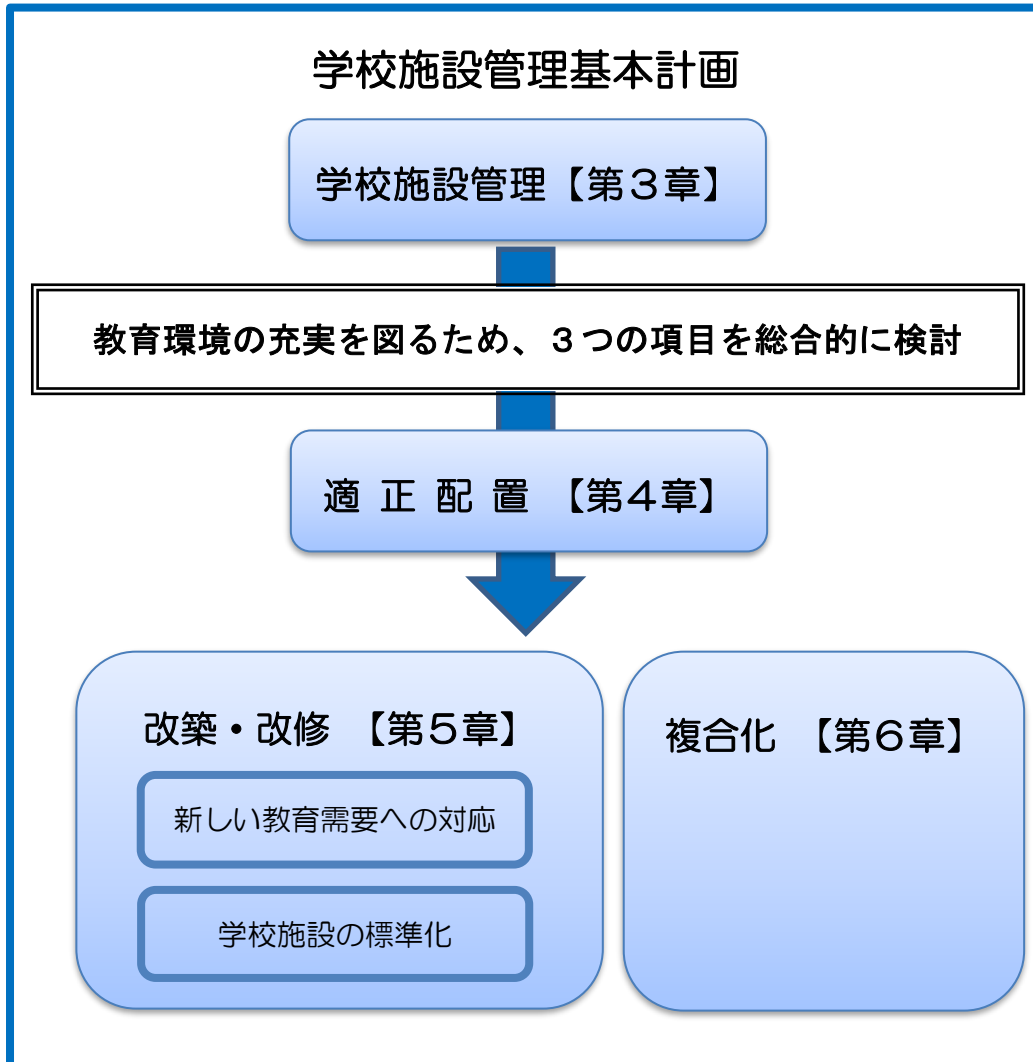 学校施設管理基本計画
学校施設管理【第３章】
教育環境の充実を図るため、３つの項目を総合的に検討
適 正 配 置 【第４章】
改築・改修 【第５章】
新しい教育需要への対応
学校施設の標準化
複合化 【第６章】